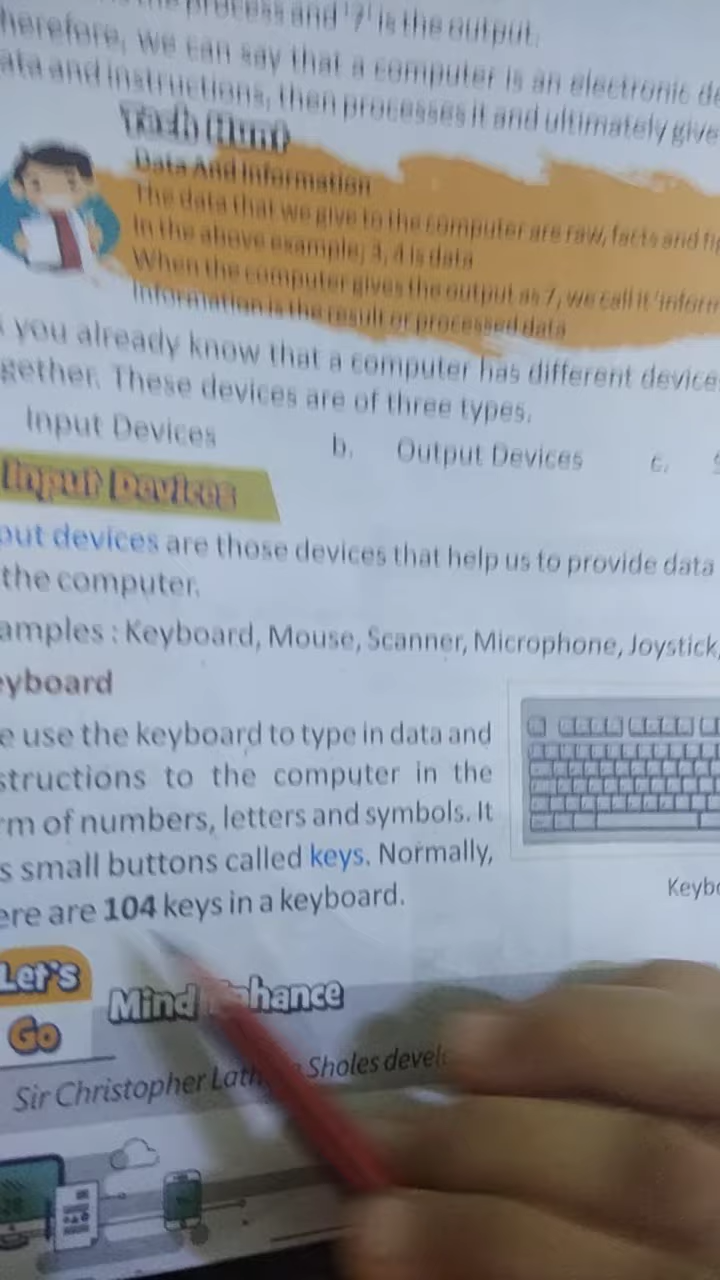 the process and '7' is the output.
herefore, we can say that a computer is an electronic de
ata and instructions, then processes it and ultimately give
Tech Hunt
Data And Information
The data that we give to the computer are raw, facts and fi
In the above example, 3, 4 is data
When the computer gives the output as 7, we call it 'inform
Information is the result or processed data
you already know that a computer has different device
gether. These devices are of three types.
Input Devices b. Output Devices c.
Input Devices
put devices are those devices that help us to provide data
the computer.
amples : Keyboard, Mouse, Scanner, Microphone, Joystick,
eyboard
e use the keyboard to type in data and
structions to the computer in the
rm of numbers, letters and symbols. It
s small buttons called keys. Normally,
ere are 104 keys in a keyboard.
Keybo
Let's Go
Mind Enhance
Sir Christopher Lath Sholes devel